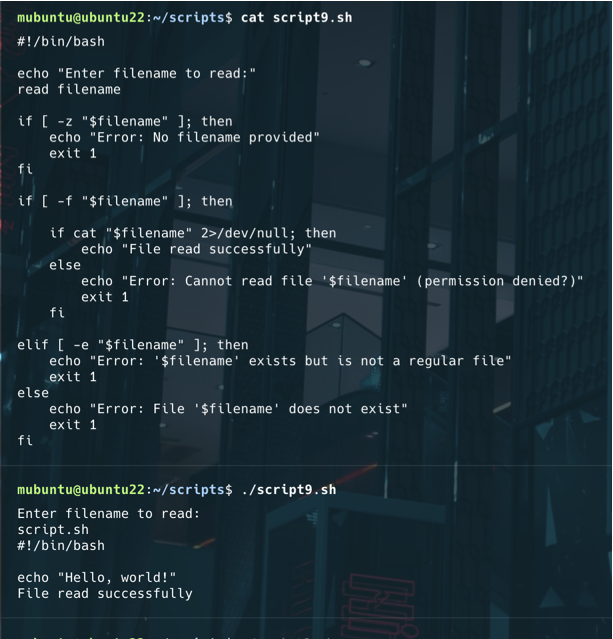 mubuntu@ubuntu22:~/scripts$ cat script9.sh
#!/bin/bash

echo "Enter filename to read:"
read filename

if [ -z "$filename" ]; then
    echo "Error: No filename provided"
    exit 1
fi

if [ -f "$filename" ]; then

    if cat "$filename" 2>/dev/null; then
        echo "File read successfully"
    else
        echo "Error: Cannot read file '$filename' (permission denied?)"
        exit 1
    fi

elif [ -e "$filename" ]; then
    echo "Error: '$filename' exists but is not a regular file"
    exit 1
else
    echo "Error: File '$filename' does not exist"
    exit 1
fi

mubuntu@ubuntu22:~/scripts$ ./script9.sh
Enter filename to read:
script.sh
#!/bin/bash

echo "Hello, world!"
File read successfully